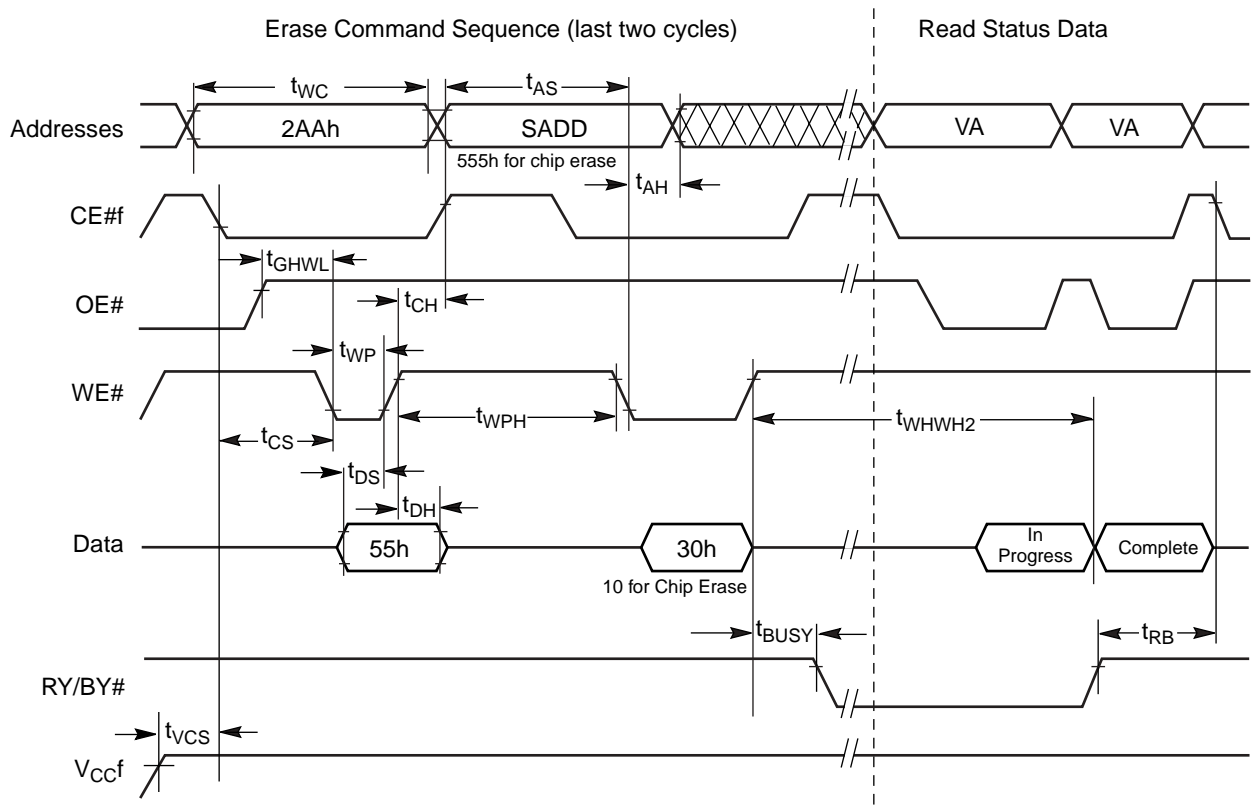 Erase Command Sequence (last two cycles)
Read Status Data
tWC
tAS
Addresses
2AAh
SADD
VA
VA
555h for chip erase
tAH
CE#f
tGHWL
OE#
tCH
tWP
WE#
tWPH
tWHWH2
tCS
tDS
tDH
Data
55h
30h
In
Progress
Complete
10 for Chip Erase
tBUSY
tRB
RY/BY#
tVCS
VCCf